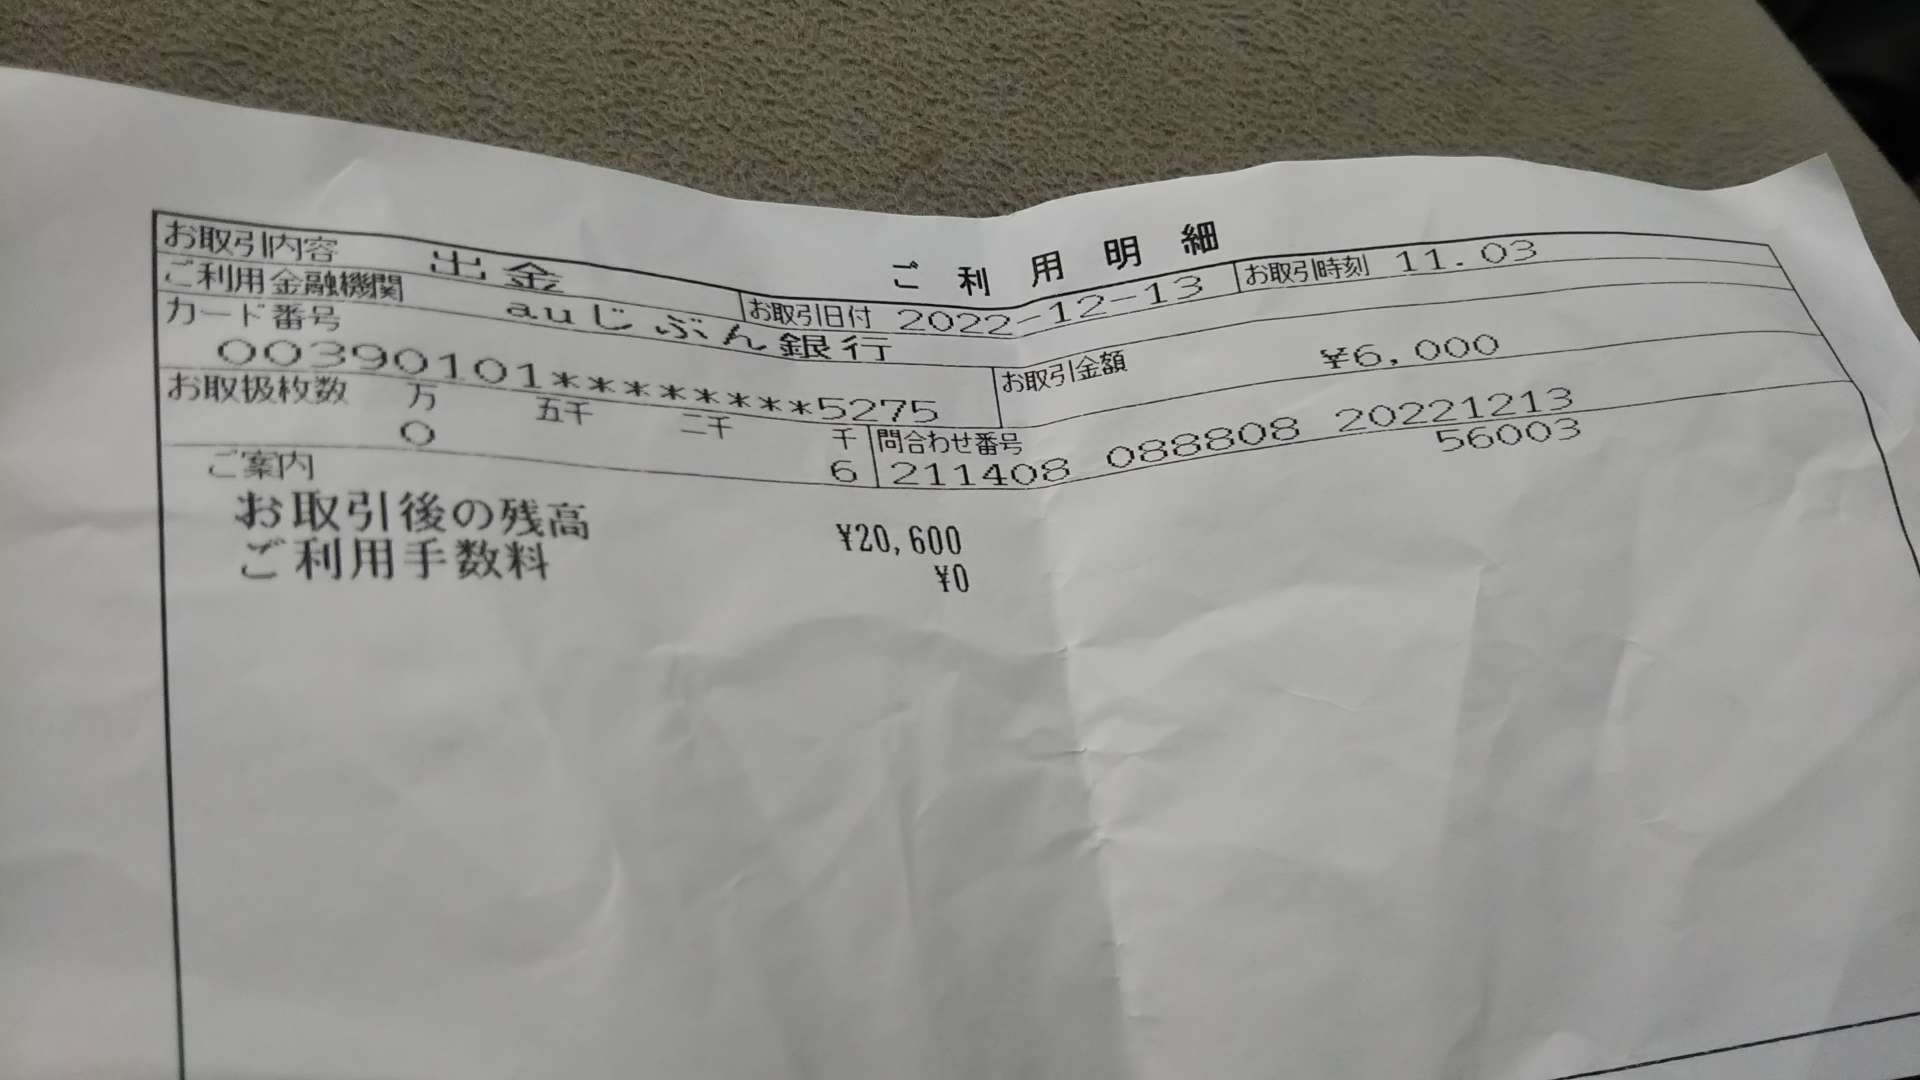 ご利用明細
お取引内容 出金 お取引日付 2022-12-13 お取引時刻 11.03
ご利用金融機関 auじぶん銀行
カード番号 お取引金額 ¥6,000
00390101*******5275
お取扱枚数 万 五千 二千 千 問合わせ番号
0 6 211408 088808 20221213
56003
ご案内
お取引後の残高 ¥20,600
ご利用手数料 ¥0